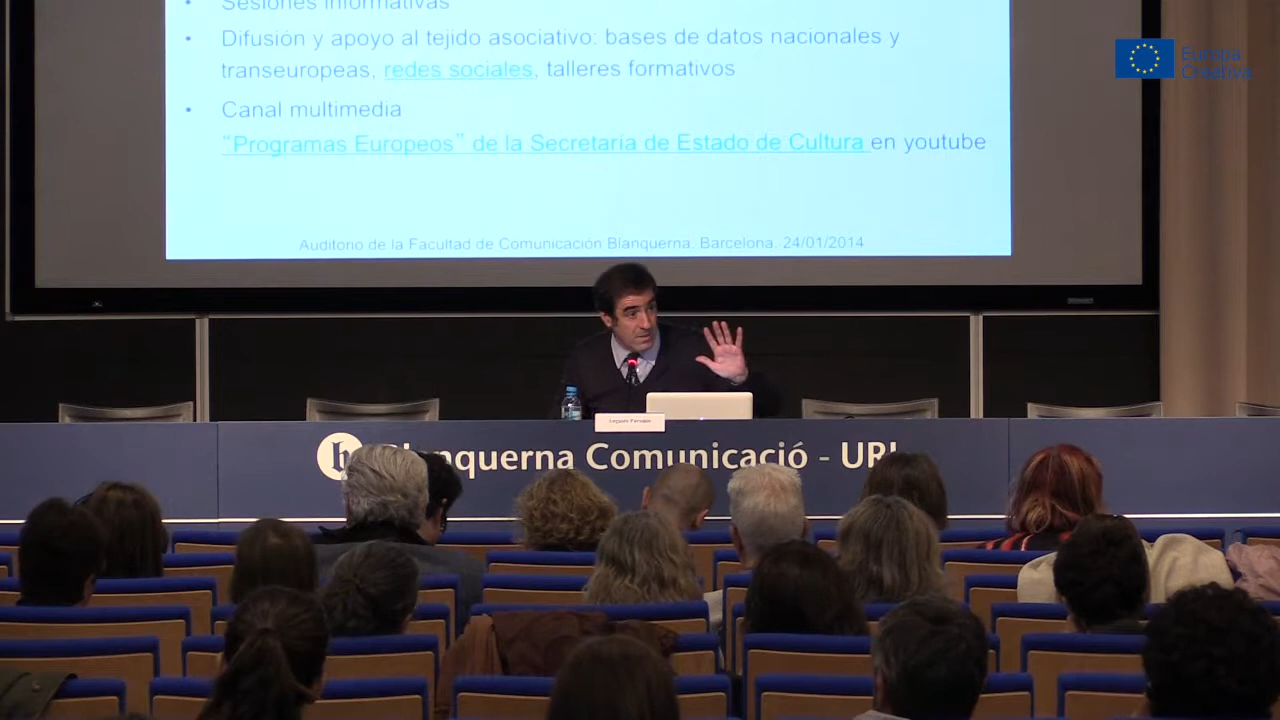 • Sesiones informativas
• Difusión y apoyo al tejido asociativo: bases de datos nacionales y
transeuropeas, redes sociales, talleres formativos
• Canal multimedia
“Programas Europeos” de la Secretaría de Estado de Cultura en youtube
Auditorio de la Facultad de Comunicación Blanquerna. Barcelona. 24/01/2014
Europa
Creativa
b Blanquerna Comunicació - URL